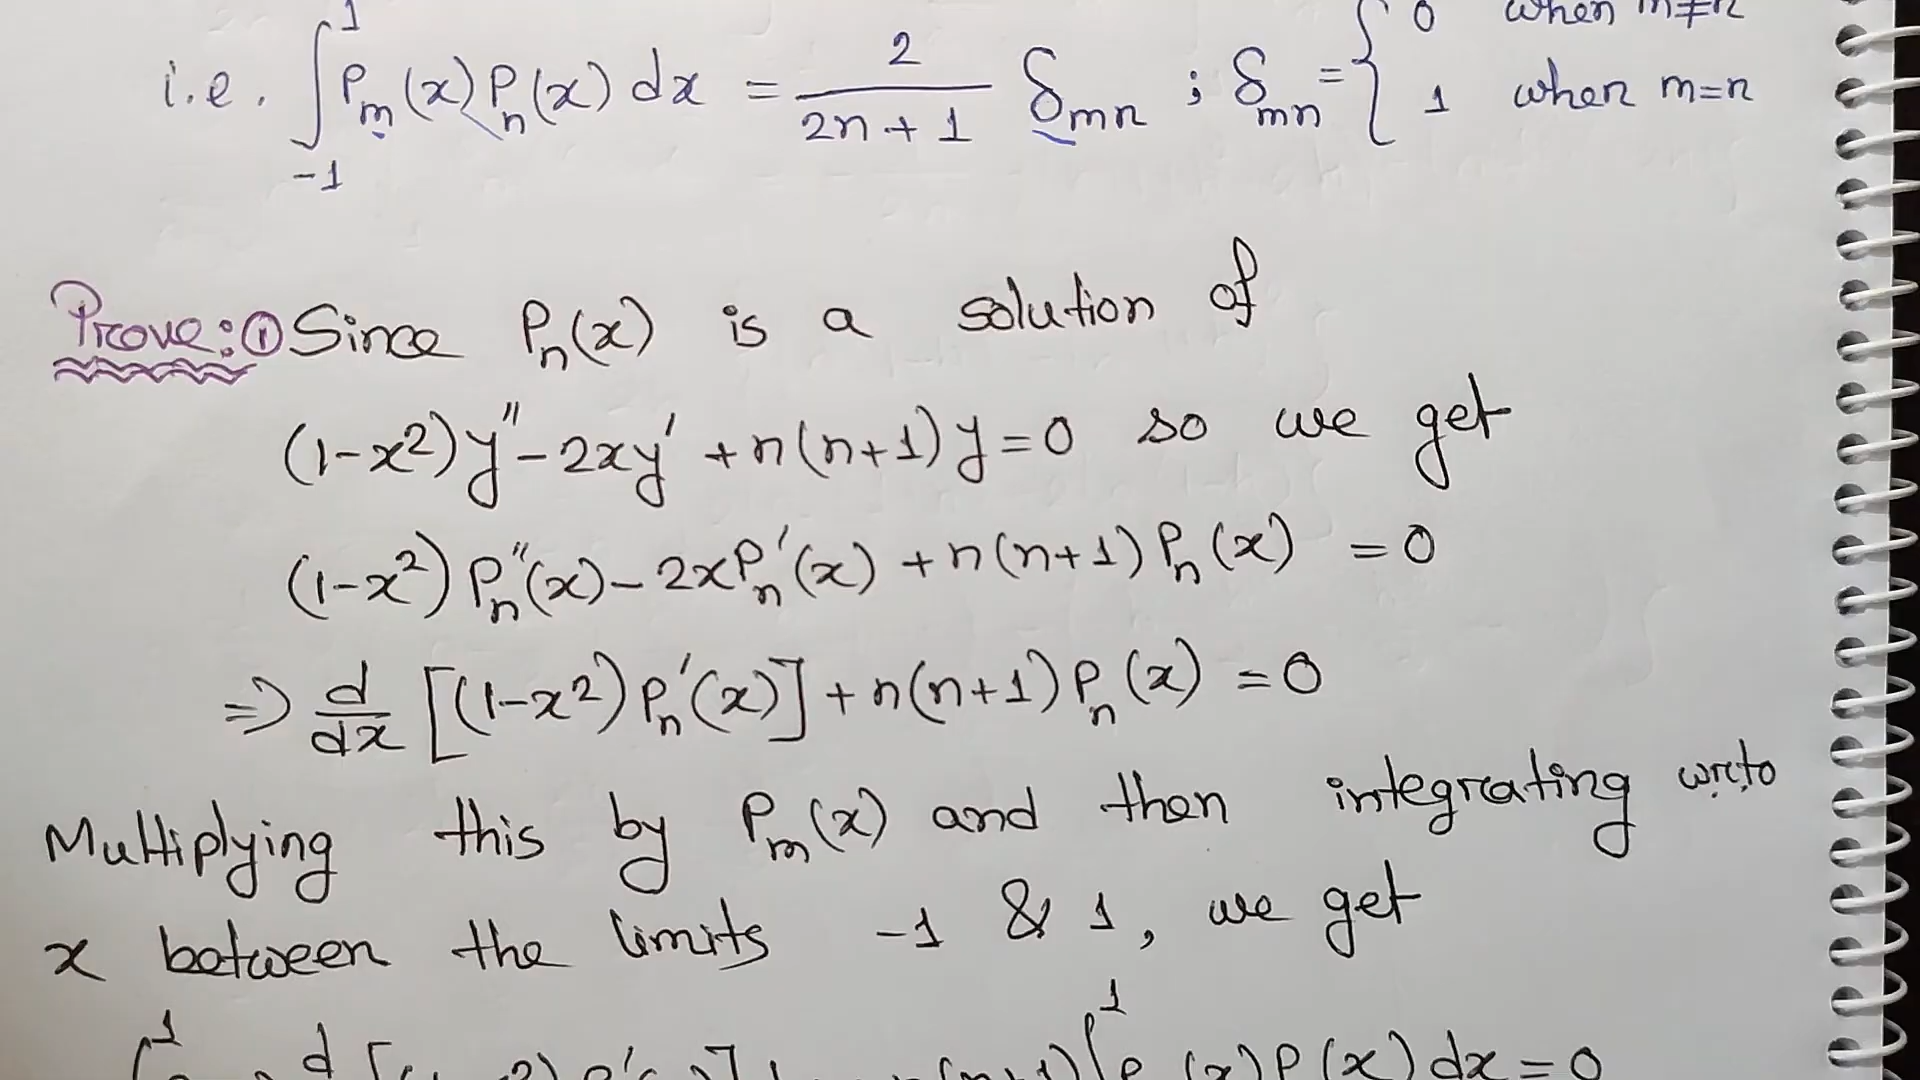 i.e. ∫_{-1}^{1} P_m(x) P_n(x) dx = 2/(2n+1) δ_mn ; δ_mn = { 0 when m≠n
1 when m=n
Prove: ① Since P_n(x) is a solution of
(1-x²)y'' - 2xy' + n(n+1)y = 0 so we get
(1-x²) P_n''(x) - 2xP_n'(x) + n(n+1) P_n(x) = 0
⇒ d/dx [(1-x²) P_n'(x)] + n(n+1) P_n(x) = 0
Multiplying this by P_m(x) and then integrating w.r.to
x between the limits -1 & 1, we get